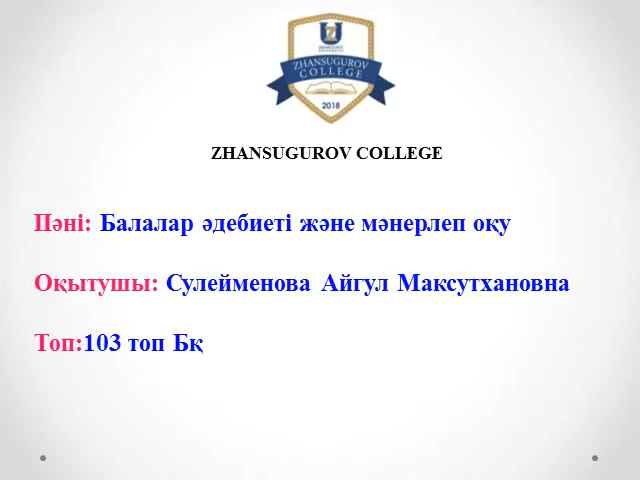 ZHANSUGUROV
COLLEGE
2018
ZHANSUGUROV COLLEGE
Пәні: Балалар әдебиеті және мәнерлеп оқу
Оқытушы: Сулейменова Айгул Максутхановна
Топ:103 топ Бқ